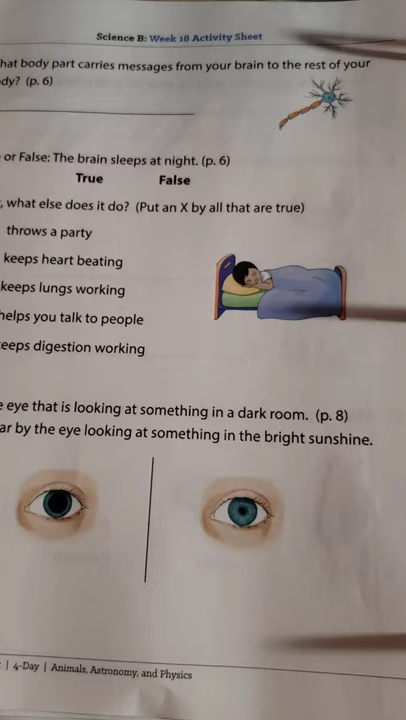 Science B: Week 18 Activity Sheet
hat body part carries messages from your brain to the rest of your
dy? (p. 6)
or False: The brain sleeps at night. (p. 6)
True False
, what else does it do? (Put an X by all that are true)
throws a party
keeps heart beating
keeps lungs working
helps you talk to people
eeps digestion working
e eye that is looking at something in a dark room. (p. 8)
ar by the eye looking at something in the bright sunshine.
| 4-Day | Animals, Astronomy, and Physics